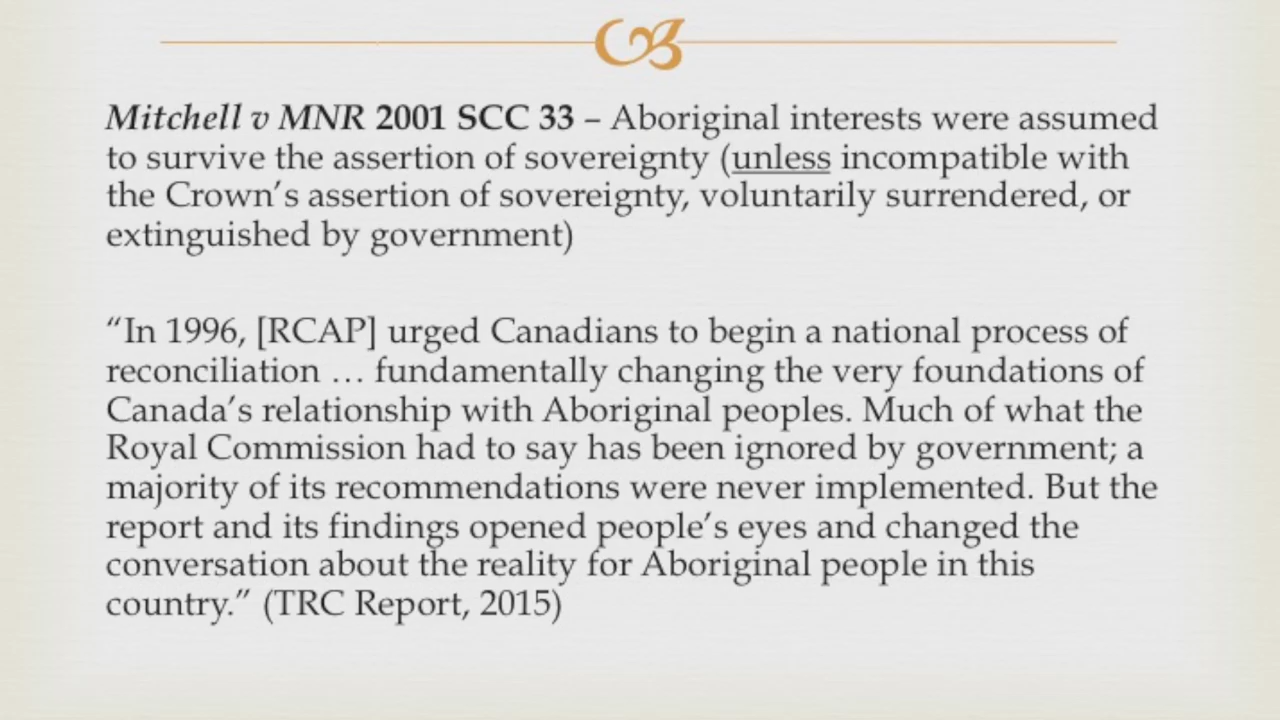 Mitchell v MNR 2001 SCC 33 – Aboriginal interests were assumed
to survive the assertion of sovereignty (unless incompatible with
the Crown’s assertion of sovereignty, voluntarily surrendered, or
extinguished by government)
“In 1996, [RCAP] urged Canadians to begin a national process of
reconciliation … fundamentally changing the very foundations of
Canada’s relationship with Aboriginal peoples. Much of what the
Royal Commission had to say has been ignored by government; a
majority of its recommendations were never implemented. But the
report and its findings opened people’s eyes and changed the
conversation about the reality for Aboriginal people in this
country.” (TRC Report, 2015)